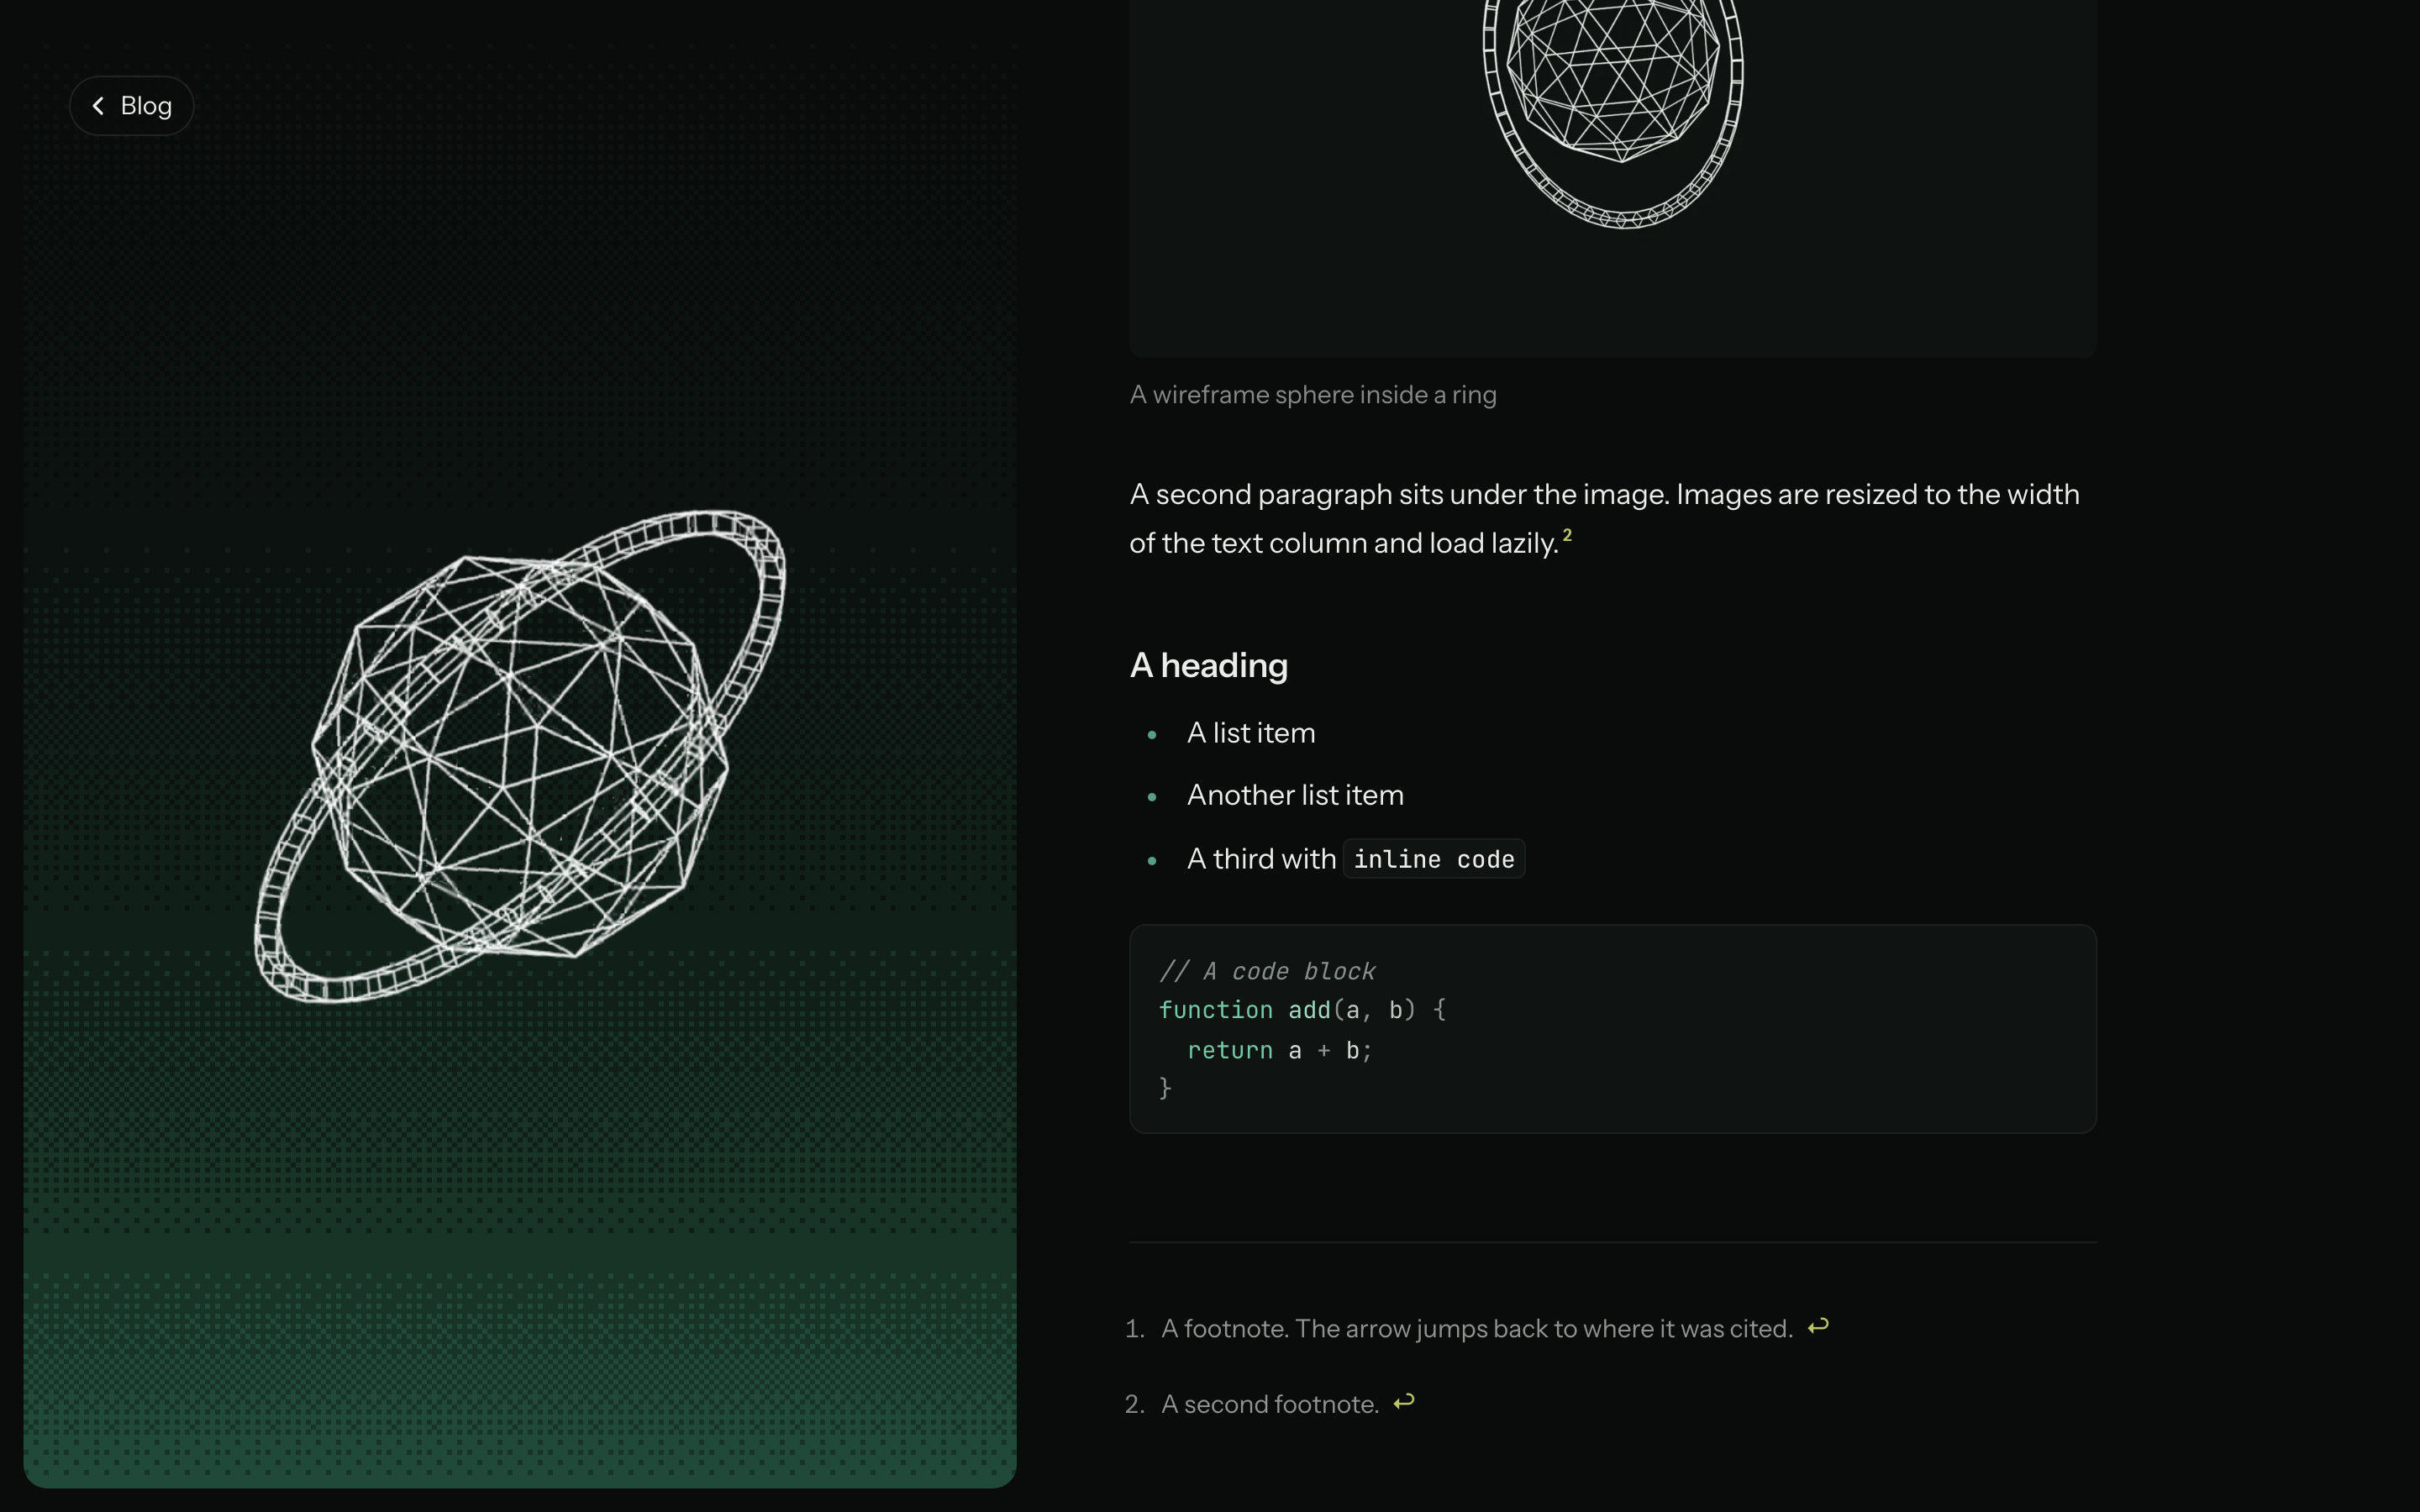 Blog
A wireframe sphere inside a ring
A second paragraph sits under the image. Images are resized to the width
of the text column and load lazily. 2
A heading
• A list item
• Another list item
• A third with inline code
// A code block
function add(a, b) {
  return a + b;
}
1. A footnote. The arrow jumps back to where it was cited. ↩
2. A second footnote. ↩